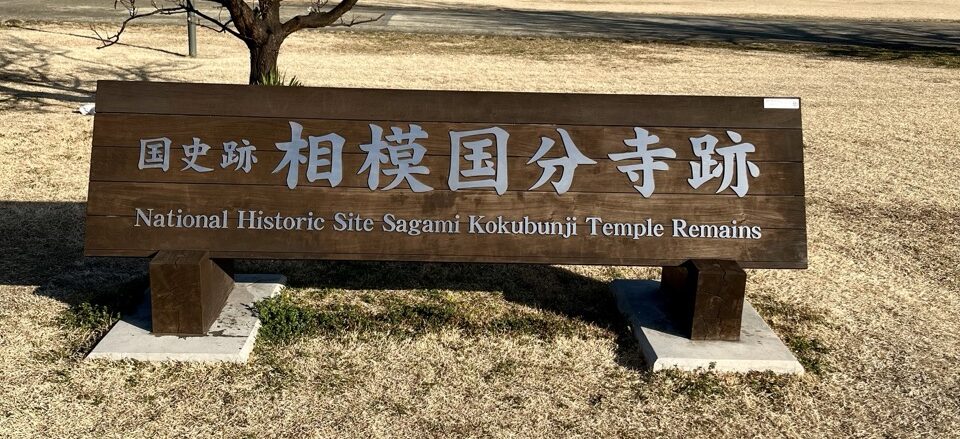 国史跡 相模国分寺跡
National Historic Site Sagami Kokubunji Temple Remains